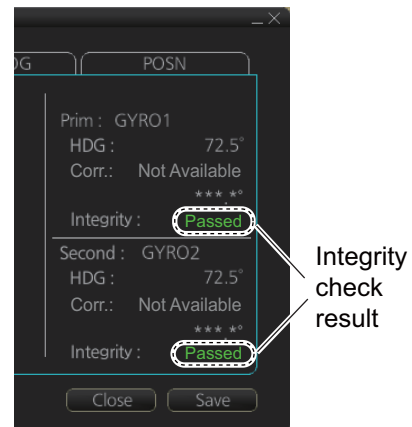 OG POSN
Prim : GYRO1
HDG : 72.5°
Corr.: Not Available
***.*°
Integrity : Passed
Second : GYRO2
HDG : 72.5°
Corr.: Not Available
***.*°
Integrity : Passed
Close Save
Integrity
check
result